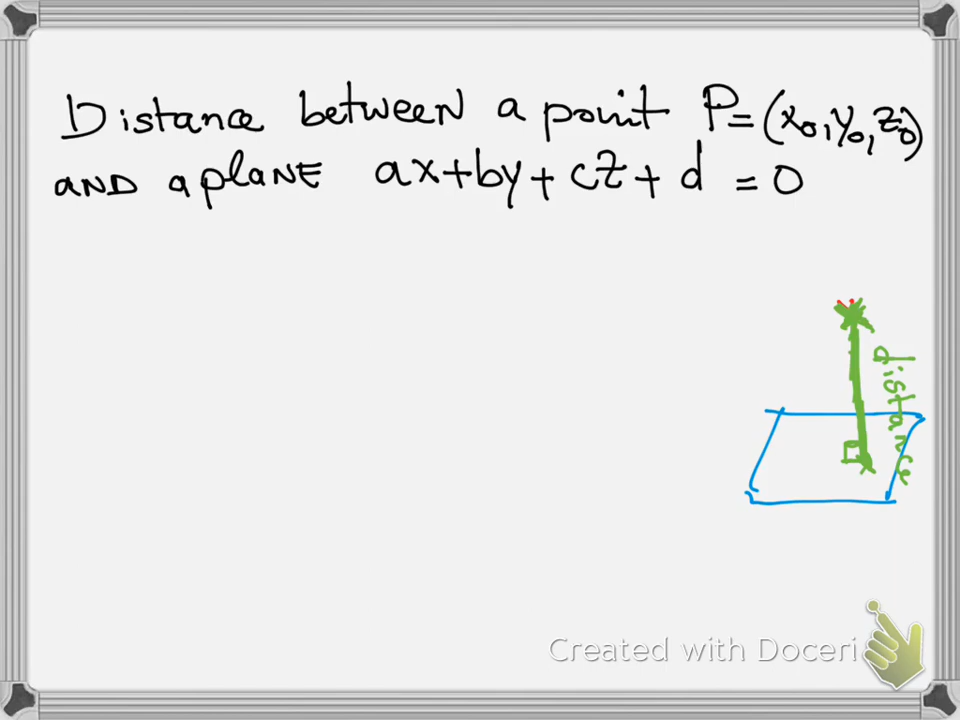 Distance between a point P=(x₀,y₀,z₀)
and a plane ax+by+cz+d=0
distance
Created with Doceri